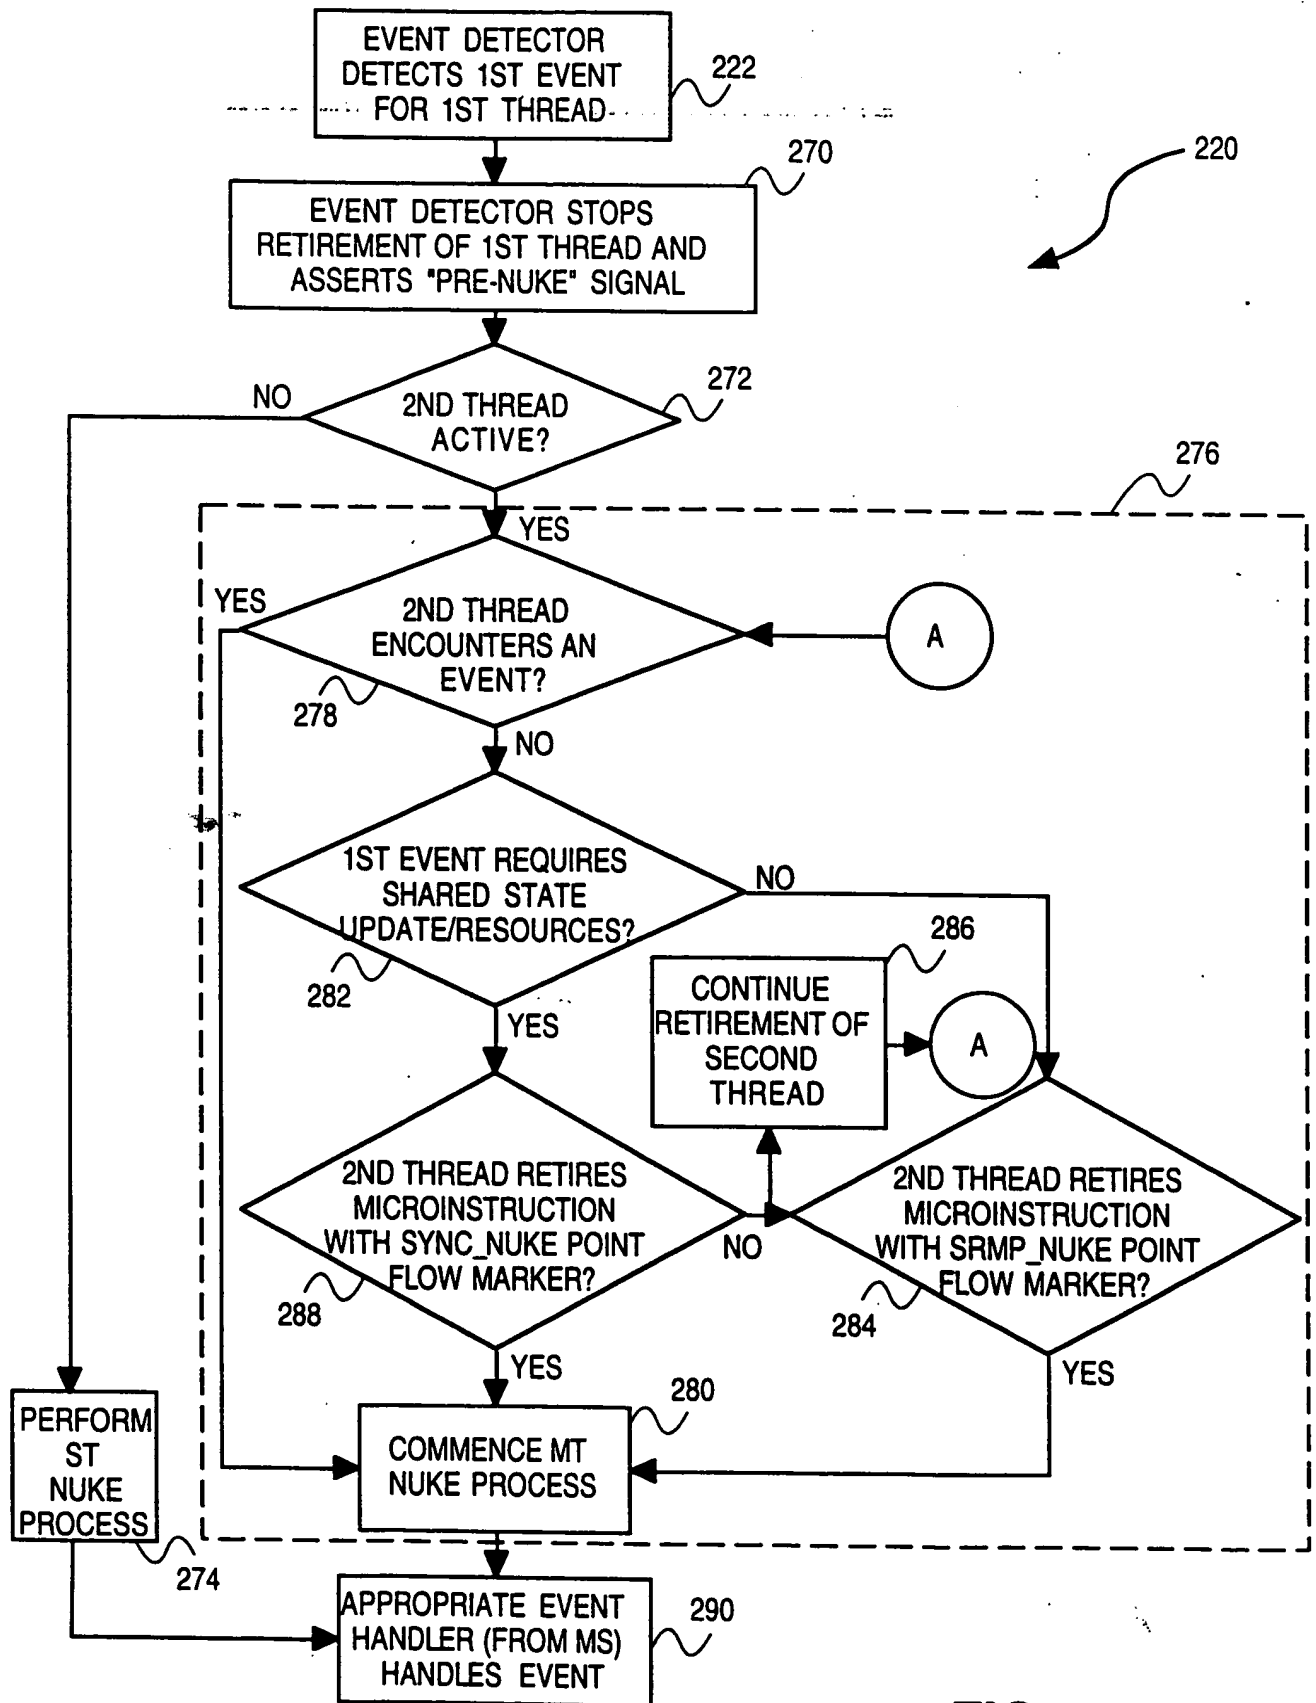 EVENT DETECTOR
DETECTS 1ST EVENT
FOR 1ST THREAD
222
270
220
EVENT DETECTOR STOPS
RETIREMENT OF 1ST THREAD AND
ASSERTS "PRE-NUKE" SIGNAL
NO
2ND THREAD
ACTIVE?
272
276
YES
YES
2ND THREAD
ENCOUNTERS AN
EVENT?
A
278
NO
1ST EVENT REQUIRES
SHARED STATE
UPDATE/RESOURCES?
NO
282
YES
286
CONTINUE
RETIREMENT OF
SECOND
THREAD
A
2ND THREAD RETIRES
MICROINSTRUCTION
WITH SYNC_NUKE POINT
FLOW MARKER?
NO
288
2ND THREAD RETIRES
MICROINSTRUCTION
WITH SRMP_NUKE POINT
FLOW MARKER?
284
YES
YES
280
COMMENCE MT
NUKE PROCESS
PERFORM
ST
NUKE
PROCESS
274
APPROPRIATE EVENT
HANDLER (FROM MS)
HANDLES EVENT
290